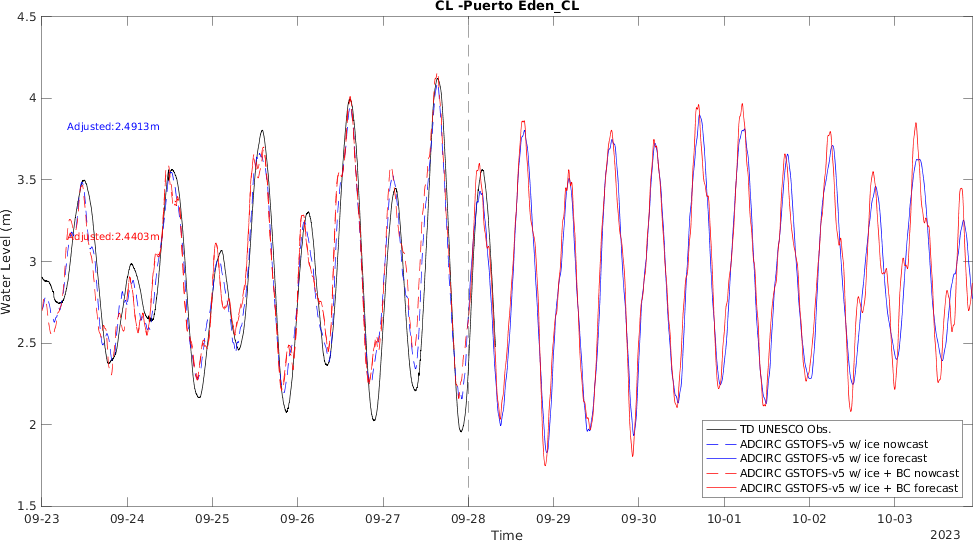 CL -Puerto Eden_CL
4.5
4
3.5
3
2.5
2
1.5
Water Level (m)
Adjusted:2.4913m
Adjusted:2.4403m
TD UNESCO Obs.
ADCIRC GSTOFS-v5 w/ ice nowcast
ADCIRC GSTOFS-v5 w/ ice forecast
ADCIRC GSTOFS-v5 w/ ice + BC nowcast
ADCIRC GSTOFS-v5 w/ ice + BC forecast
09-23 09-24 09-25 09-26 09-27 09-28 09-29 09-30 10-01 10-02 10-03
Time
2023